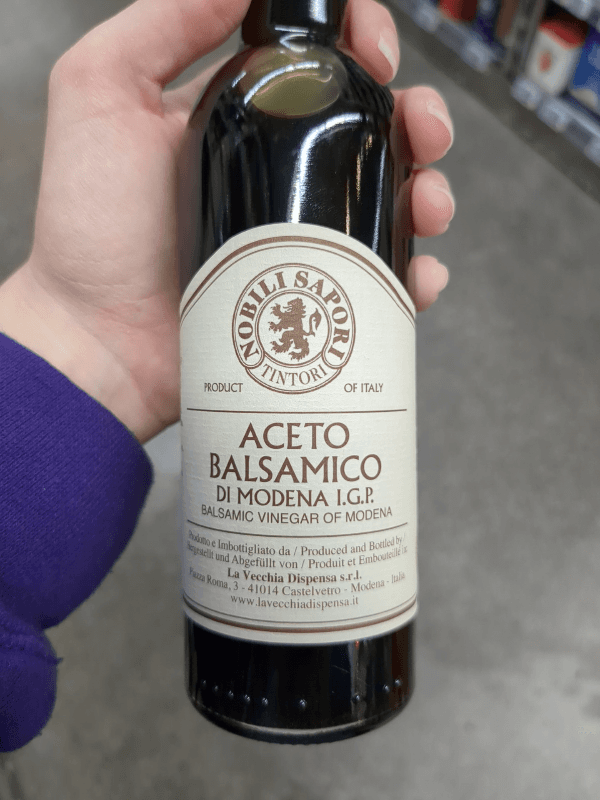 NOBILI SAPORI
TINTORI
PRODUCT OF ITALY
ACETO
BALSAMICO
DI MODENA I.G.P.
BALSAMIC VINEGAR OF MODENA
Prodotto e Imbottigliato da / Produced and Bottled by /
Hergestellt und Abgefüllt von / Produit et Embouteillé
La Vecchia Dispensa s.r.l.
Piazza Roma, 3 - 41014 Castelvetro - Modena - Italia
www.lavecchiadispensa.it